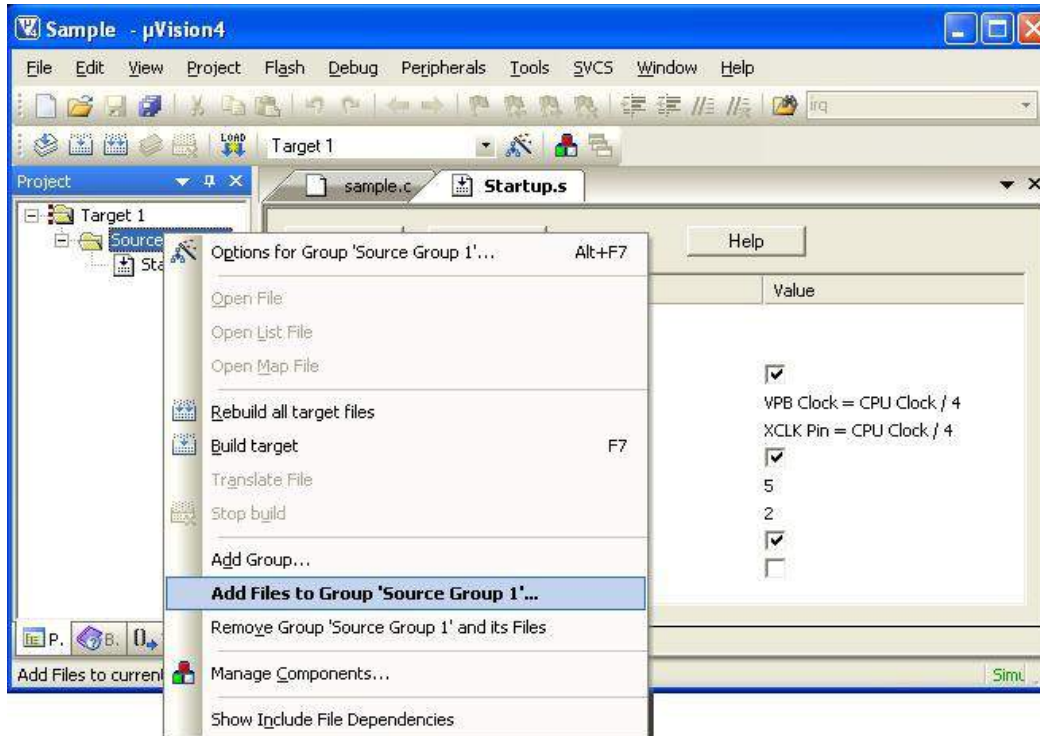 Sample - µVision4
File Edit View Project Flash Debug Peripherals Tools SVCS Window Help
irq
LOAD Target 1
Project
sample.c Startup.s
Target 1
Source
Sta
Help
Value
VPB Clock = CPU Clock / 4
XCLK Pin = CPU Clock / 4
5
2
Options for Group 'Source Group 1'... Alt+F7
Open File
Open List File
Open Map File
Rebuild all target files
Build target F7
Translate File
Stop build
Add Group...
Add Files to Group 'Source Group 1'...
Remove Group 'Source Group 1' and its Files
Manage Components...
Show Include File Dependencies
P. B. 0
Add Files to current
Simu